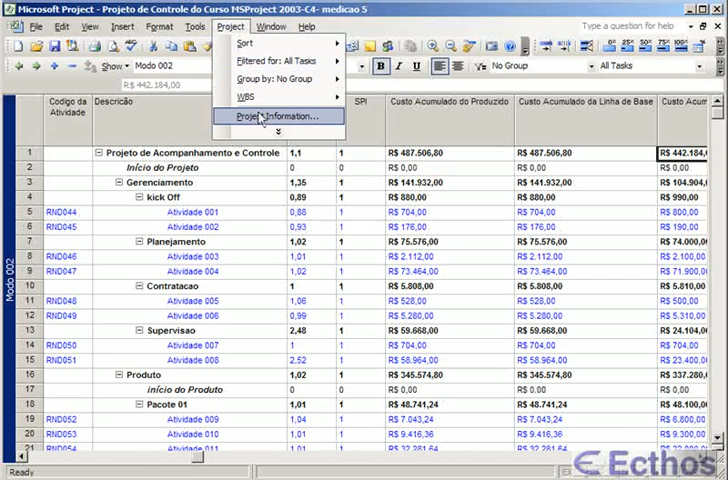 Microsoft Project - Projeto de Controle do Curso MSProject 2003-C4- medicao 5
File Edit View Insert Format Tools Project Window Help
Type a question for help
Show Modo 002 B I U No Group All Tasks
R$ 442.184,00
Sort
Filtered for: All Tasks
Group by: No Group
WBS
Project Information...
Codigo da Atividade Descrição SPI Custo Acumulado do Produzido Custo Acumulado da Linha de Base Custo Acum
1 Projeto de Acompanhamento e Controle 1,1 1 R$ 487.506,80 R$ 487.506,80 R$ 442.184,
2 Início do Projeto 0 0 R$ 0,00 R$ 0,00 R$ 0,00
3 Gerenciamento 1,35 1 R$ 141.932,00 R$ 141.932,00 R$ 104.904,0
4 kick Off 0,89 1 R$ 880,00 R$ 880,00 R$ 990,00
5 RND044 Atividade 001 0,88 1 R$ 704,00 R$ 704,00 R$ 800,00
6 RND045 Atividade 002 0,93 1 R$ 176,00 R$ 176,00 R$ 190,00
7 Planejamento 1,02 1 R$ 75.576,00 R$ 75.576,00 R$ 74.000,0
8 RND046 Atividade 003 1,01 1 R$ 2.112,00 R$ 2.112,00 R$ 2.100,00
9 RND047 Atividade 004 1,02 1 R$ 73.464,00 R$ 73.464,00 R$ 71.900,0
10 Contratacao 1 1 R$ 5.808,00 R$ 5.808,00 R$ 5.810,00
11 RND048 Atividade 005 1,06 1 R$ 528,00 R$ 528,00 R$ 500,00
12 RND049 Atividade 006 0,99 1 R$ 5.280,00 R$ 5.280,00 R$ 5.310,00
13 Supervisao 2,48 1 R$ 59.668,00 R$ 59.668,00 R$ 24.104,0
14 RND050 Atividade 007 1 1 R$ 704,00 R$ 704,00 R$ 704,00
15 RND051 Atividade 008 2,52 1 R$ 58.964,00 R$ 58.964,00 R$ 23.400,0
16 Produto 1,02 1 R$ 345.574,80 R$ 345.574,80 R$ 337.280,
17 início do Produto 0 0 R$ 0,00 R$ 0,00 R$ 0,00
18 Pacote 01 1,01 1 R$ 48.741,24 R$ 48.741,24 R$ 48.100,0
19 RND052 Atividade 009 1,04 1 R$ 7.043,24 R$ 7.043,24 R$ 6.800,00
20 RND053 Atividade 010 1,01 1 R$ 9.416,36 R$ 9.416,36 R$ 9.300,00
21 RND054 Atividade 011 1,01 1 R$ 32.281,64 R$ 32.281,64
Modo 002
Ready
EX
Ecthos